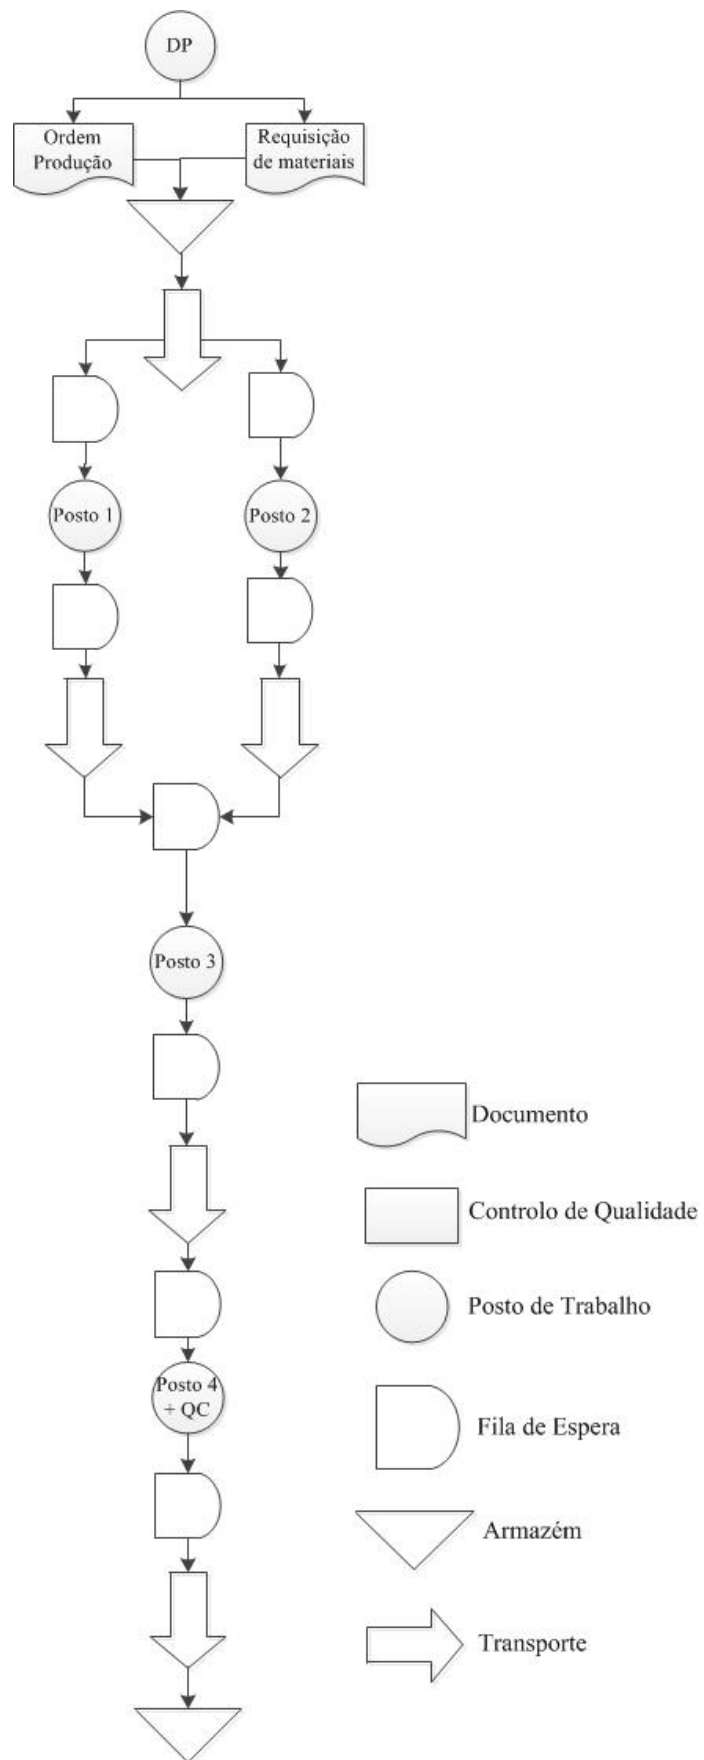 DP
Ordem
Produção
Requisição
de materiais
Posto 1
Posto 2
Posto 3
Posto 4
+ QC
Documento
Controlo de Qualidade
Posto de Trabalho
Fila de Espera
Armazém
Transporte